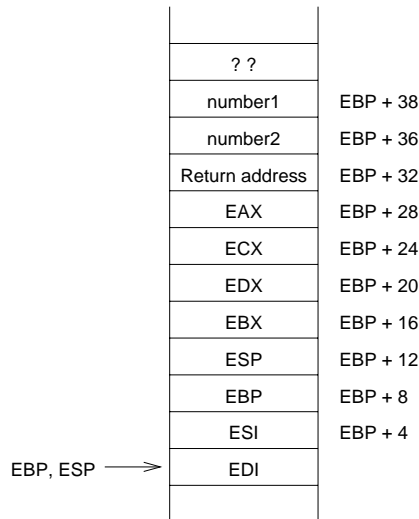 ? ?
number1 EBP + 38
number2 EBP + 36
Return address EBP + 32
EAX EBP + 28
ECX EBP + 24
EDX EBP + 20
EBX EBP + 16
ESP EBP + 12
EBP EBP + 8
ESI EBP + 4
EBP, ESP EDI